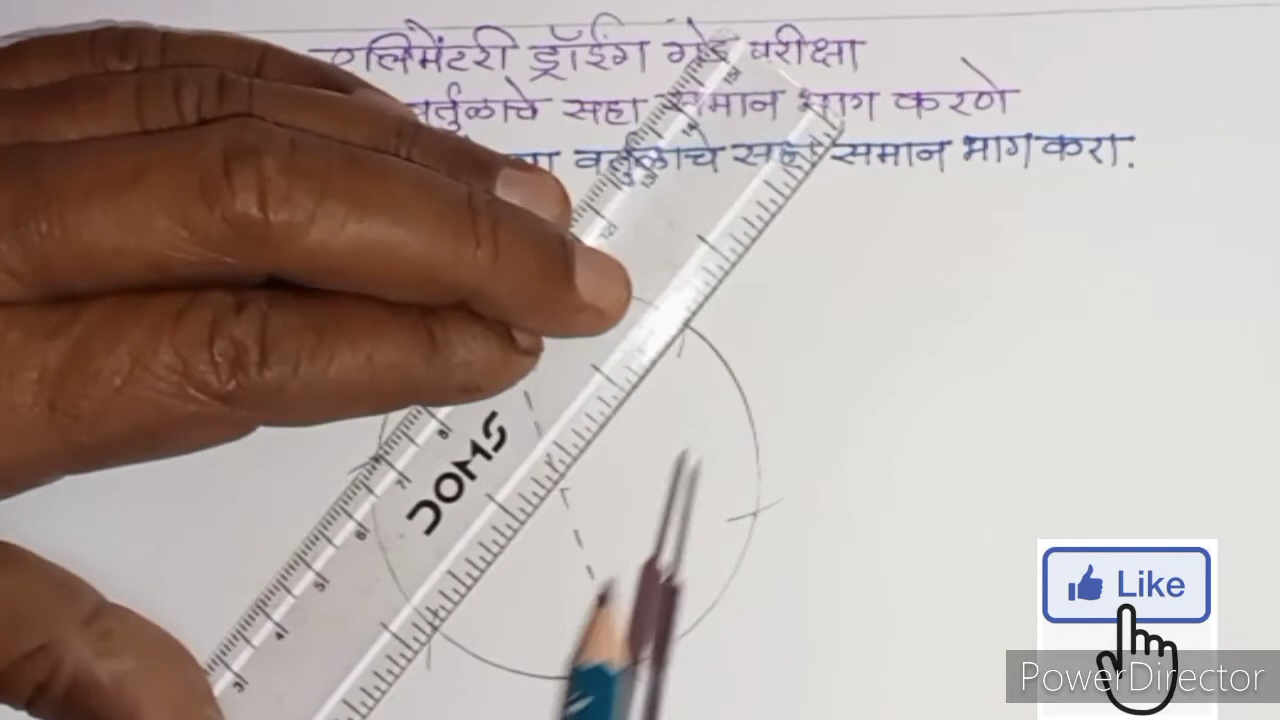 एलिमेंटरी ड्रॉईंग ग्रेड परीक्षा
वर्तुळाचे सहा समान भाग करणे
वर्तुळाचे सहा समान भाग करा.
DOMS
Like
PowerDirector